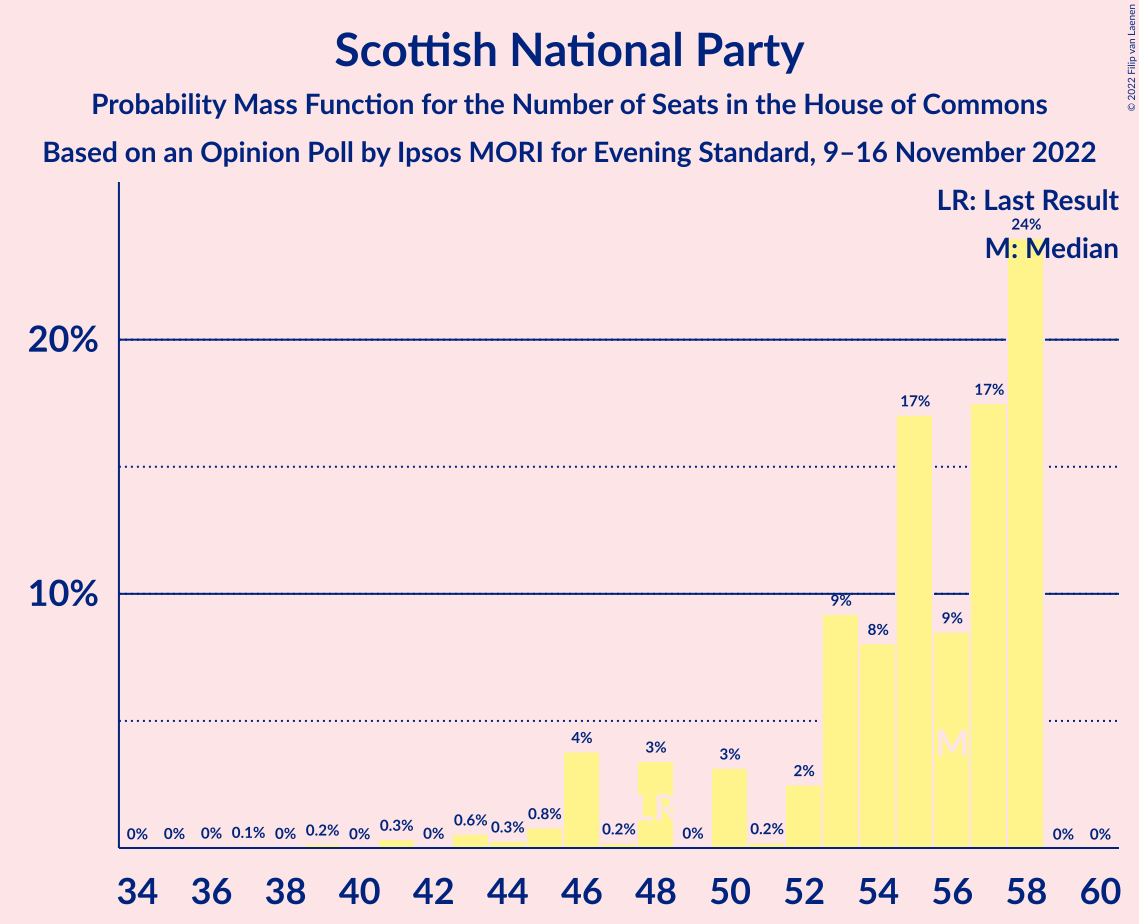 © 2022 Filip van Laenen
Scottish National Party
Probability Mass Function for the Number of Seats in the House of Commons
Based on an Opinion Poll by Ipsos MORI for Evening Standard, 9–16 November 2022
LR: Last Result
M: Median
20%
10%
0% 0% 0% 0.1% 0% 0.2% 0% 0.3% 0% 0.6% 0.3% 0.8% 4% 0.2% 3% 0% 3% 0.2% 2% 9% 8% 17% 9% 17% 24% 0% 0%
LR M
34 36 38 40 42 44 46 48 50 52 54 56 58 60